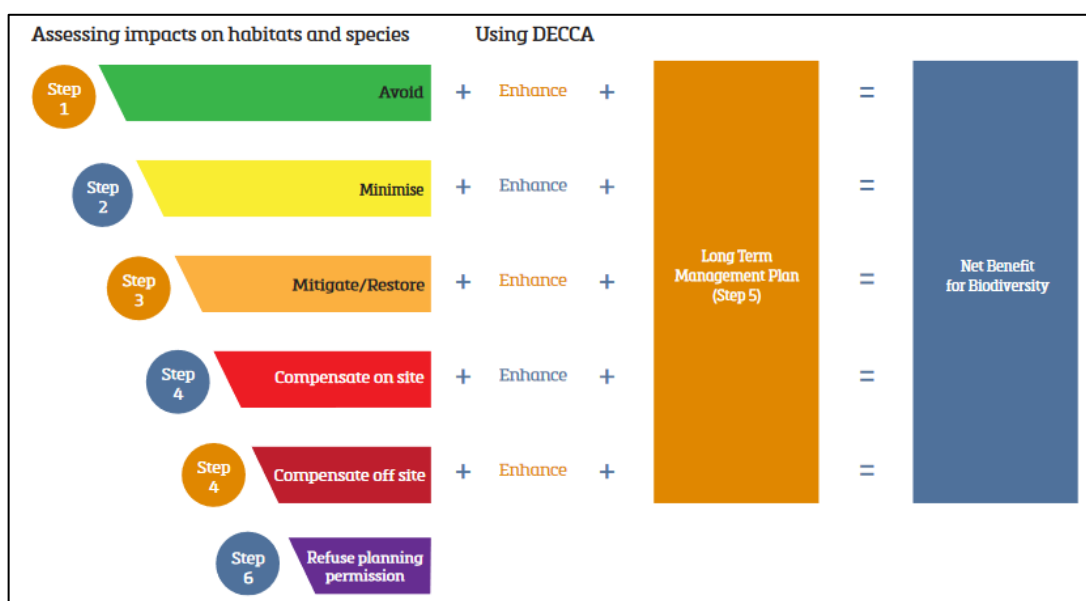 Assessing impacts on habitats and species
Using DECCA
Step
1
Avoid
+ Enhance +
=
Step
2
Minimise
+ Enhance +
=
Step
3
Mitigate/Restore
+ Enhance +
Long Term
Management Plan
(Step 5)
=
Net Benefit
for Biodiversity
Step
4
Compensate on site
+ Enhance +
=
Step
4
Compensate off site
+ Enhance +
=
Step
6
Refuse planning
permission